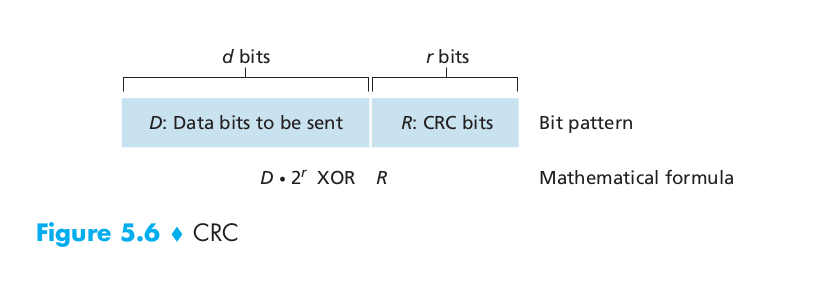 d bits r bits
D: Data bits to be sent R: CRC bits Bit pattern
D • 2^r XOR R Mathematical formula
Figure 5.6 ♦ CRC